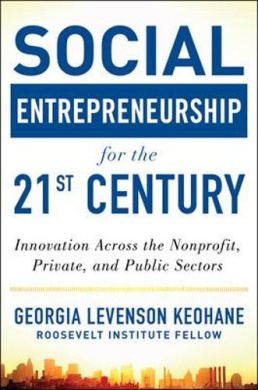 SOCIAL
ENTREPRENEURSHIP
for the
21ST CENTURY
Innovation Across the Nonprofit,
Private, and Public Sectors
GEORGIA LEVENSON KEOHANE
ROOSEVELT INSTITUTE FELLOW